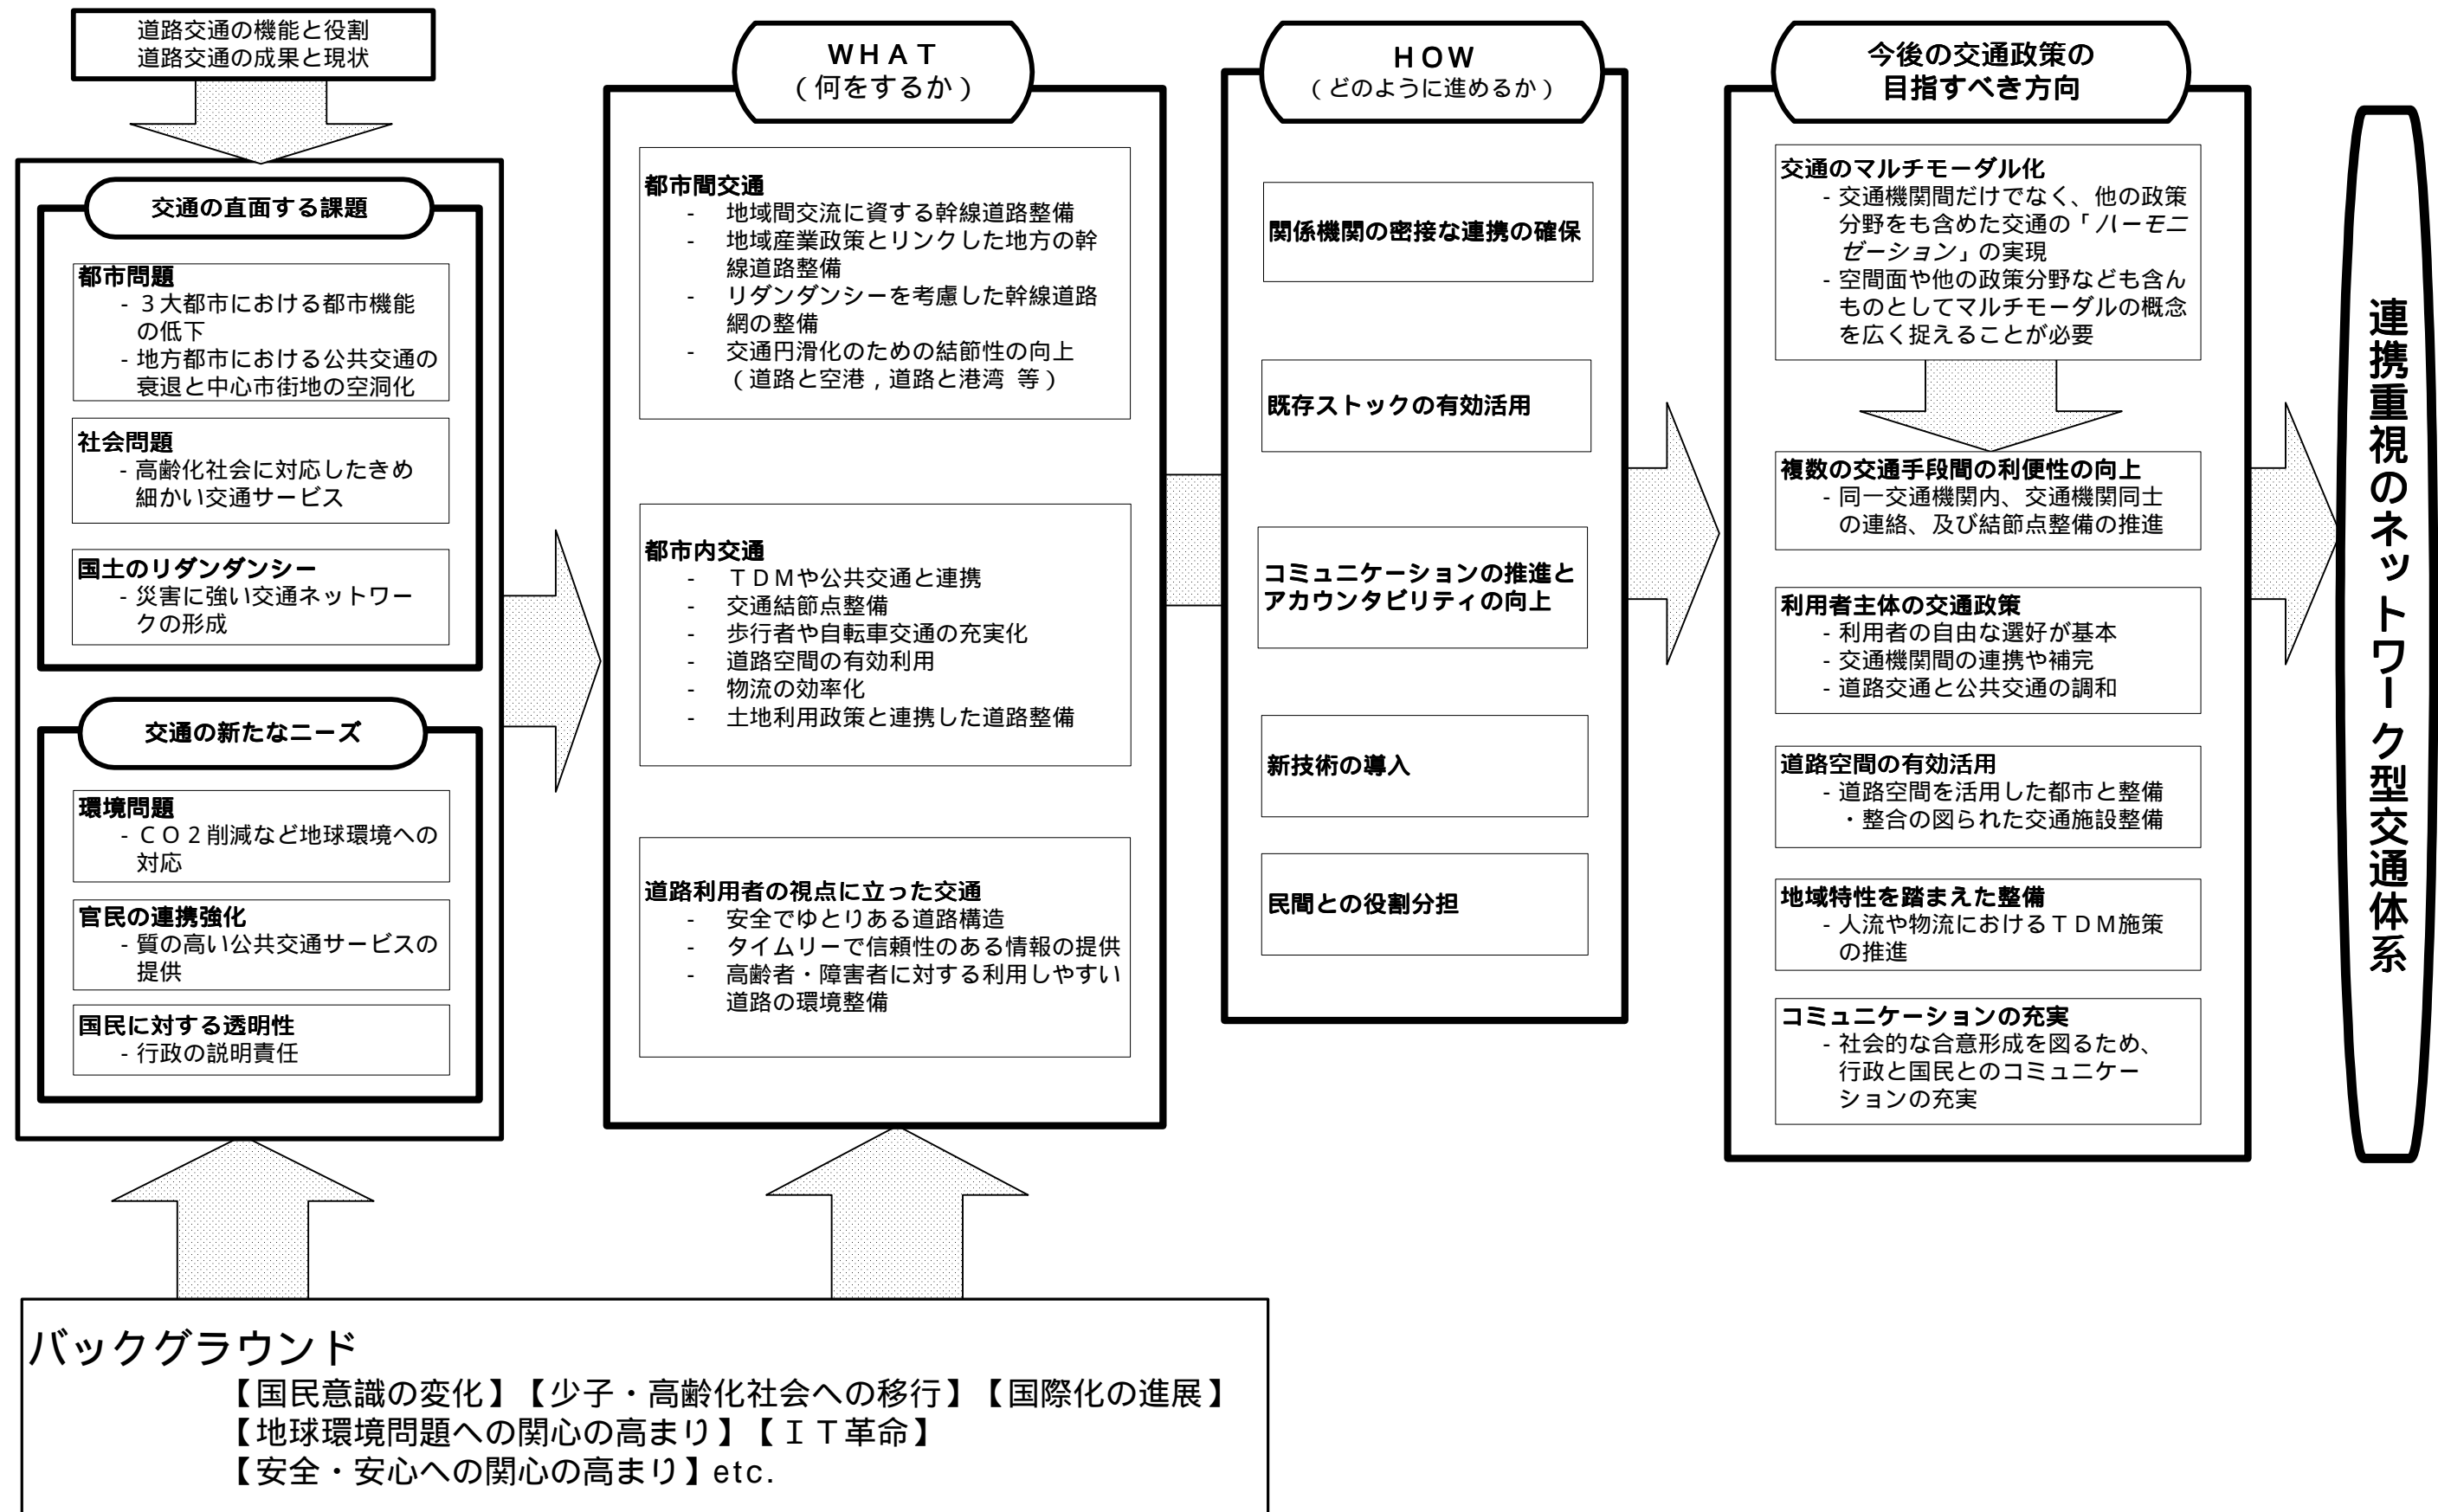 道路交通の機能と役割
道路交通の成果と現状
交通の直面する課題
都市問題
- 3大都市における都市機能
の低下
- 地方都市における公共交通の
衰退と中心市街地の空洞化
社会問題
- 高齢化社会に対応したきめ
細かい交通サービス
国土のリダンダンシー
- 災害に強い交通ネットワー
クの形成
交通の新たなニーズ
環境問題
- CO2削減など地球環境への
対応
官民の連携強化
- 質の高い公共交通サービスの
提供
国民に対する透明性
- 行政の説明責任
WHAT
(何をするか)
都市間交通
- 地域間交流に資する幹線道路整備
- 地域産業政策とリンクした地方の幹
線道路整備
- リダンダンシーを考慮した幹線道路
網の整備
- 交通円滑化のための結節性の向上
(道路と空港,道路と港湾 等)
都市内交通
- TDMや公共交通と連携
- 交通結節点整備
- 歩行者や自転車交通の充実化
- 道路空間の有効利用
- 物流の効率化
- 土地利用政策と連携した道路整備
道路利用者の視点に立った交通
- 安全でゆとりある道路構造
- タイムリーで信頼性のある情報の提供
- 高齢者・障害者に対する利用しやすい
道路の環境整備
HOW
(どのように進めるか)
関係機関の密接な連携の確保
既存ストックの有効活用
コミュニケーションの推進と
アカウンタビリティの向上
新技術の導入
民間との役割分担
今後の交通政策の
目指すべき方向
交通のマルチモーダル化
- 交通機関間だけでなく、他の政策
分野をも含めた交通の「ハーモニ
ゼーション」の実現
- 空間面や他の政策分野なども含ん
ものとしてマルチモーダルの概念
を広く捉えることが必要
複数の交通手段間の利便性の向上
- 同一交通機関内、交通機関同士
の連絡、及び結節点整備の推進
利用者主体の交通政策
- 利用者の自由な選好が基本
- 交通機関間の連携や補完
- 道路交通と公共交通の調和
道路空間の有効活用
- 道路空間を活用した都市と整備
・整合の図られた交通施設整備
地域特性を踏まえた整備
- 人流や物流におけるTDM施策
の推進
コミュニケーションの充実
- 社会的な合意形成を図るため、
行政と国民とのコミュニケー
ションの充実
連携重視のネットワーク型交通体系
バックグラウンド
【国民意識の変化】【少子・高齢化社会への移行】【国際化の進展】
【地球環境問題への関心の高まり】【IT革命】
【安全・安心への関心の高まり】etc.